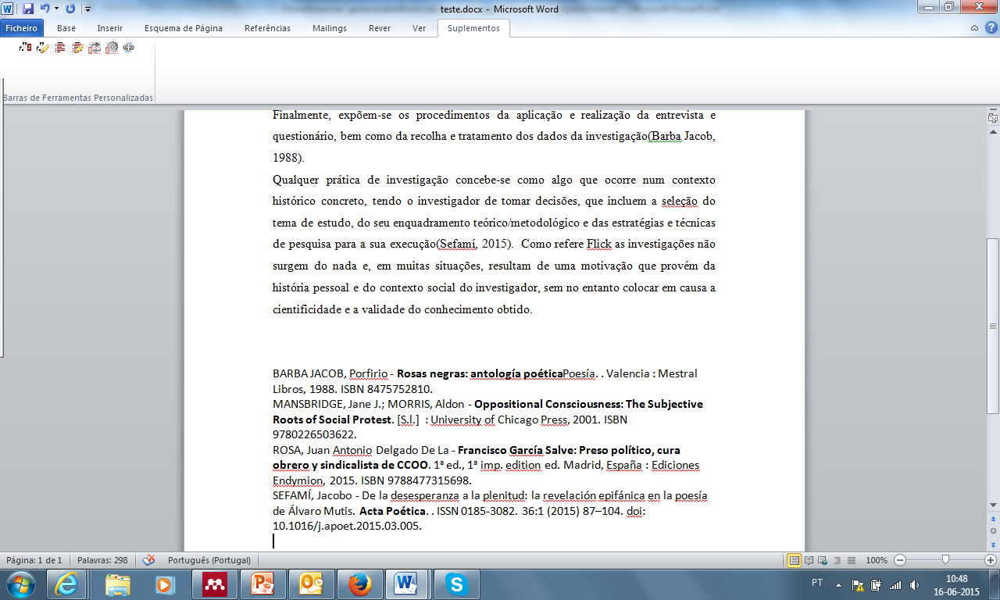 teste.docx - Microsoft Word
Ficheiro Base Inserir Esquema de Página Referências Mailings Rever Ver Suplementos
Barras de Ferramentas Personalizadas
Finalmente, expõem-se os procedimentos da aplicação e realização da entrevista e
questionário, bem como da recolha e tratamento dos dados da investigação(Barba Jacob,
1988).
Qualquer prática de investigação concebe-se como algo que ocorre num contexto
histórico concreto, tendo o investigador de tomar decisões, que incluem a seleção do
tema de estudo, do seu enquadramento teórico/metodológico e das estratégias e técnicas
de pesquisa para a sua execução(Sefamí, 2015).  Como refere Flick as investigações não
surgem do nada e, em muitas situações, resultam de uma motivação que provém da
história pessoal e do contexto social do investigador, sem no entanto colocar em causa a
cientificidade e a validade do conhecimento obtido.
BARBA JACOB, Porfirio - Rosas negras: antología poéticaPoesía. . Valencia : Mestral
Libros, 1988. ISBN 8475752810.
MANSBRIDGE, Jane J.; MORRIS, Aldon - Oppositional Consciousness: The Subjective
Roots of Social Protest. [S.l.]  : University of Chicago Press, 2001. ISBN
9780226503622.
ROSA, Juan Antonio Delgado De La - Francisco García Salve: Preso político, cura
obrero y sindicalista de CCOO. 1ª ed., 1ª imp. edition ed. Madrid, España : Ediciones
Endymion, 2015. ISBN 9788477315698.
SEFAMÍ, Jacobo - De la desesperanza a la plenitud: la revelación epifánica en la poesía
de Álvaro Mutis. Acta Poética. . ISSN 0185-3082. 36:1 (2015) 87–104. doi:
10.1016/j.apoet.2015.03.005.
Página: 1 de 1 Palavras: 298 Português (Portugal) 100%
PT 10:48
16-06-2015